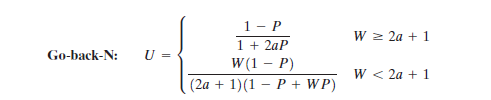 1 − P
Go-back-N: U = { 1 + 2aP W ≥ 2a + 1
W(1 − P)
(2a + 1)(1 − P + WP) W < 2a + 1